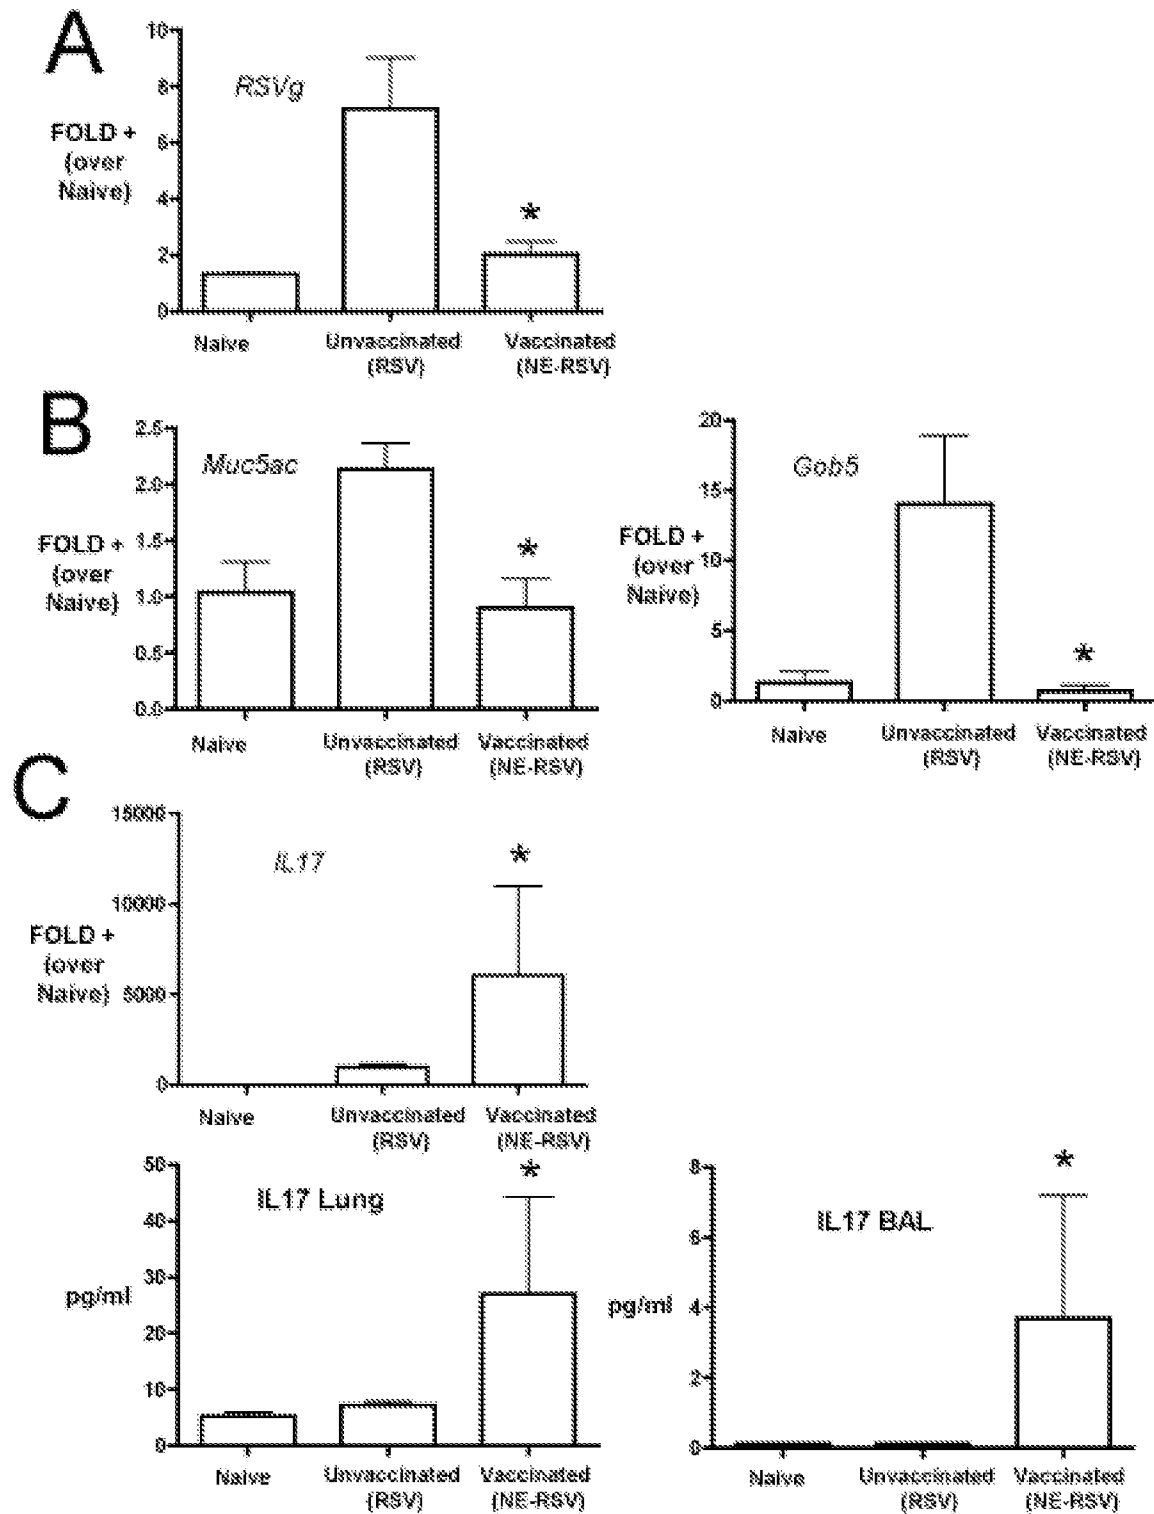 A
10
8
6
4
2
0
FOLD +
(over
Naive)
RSVg
*
Naive
Unvaccinated
(RSV)
Vaccinated
(NE-RSV)
B
2.5
2.0
1.5
1.0
0.5
0.0
FOLD +
(over
Naive)
Muc5ac
*
Naive
Unvaccinated
(RSV)
Vaccinated
(NE-RSV)
20
15
10
5
0
FOLD +
(over
Naive)
Gob5
*
Naive
Unvaccinated
(RSV)
Vaccinated
(NE-RSV)
C
15000
10000
5000
0
FOLD +
(over
Naive)
IL17
*
Naive
Unvaccinated
(RSV)
Vaccinated
(NE-RSV)
50
40
30
20
10
0
pg/ml
IL17 Lung
*
Naive
Unvaccinated
(RSV)
Vaccinated
(NE-RSV)
8
6
4
2
0
pg/ml
IL17 BAL
*
Naive
Unvaccinated
(RSV)
Vaccinated
(NE-RSV)